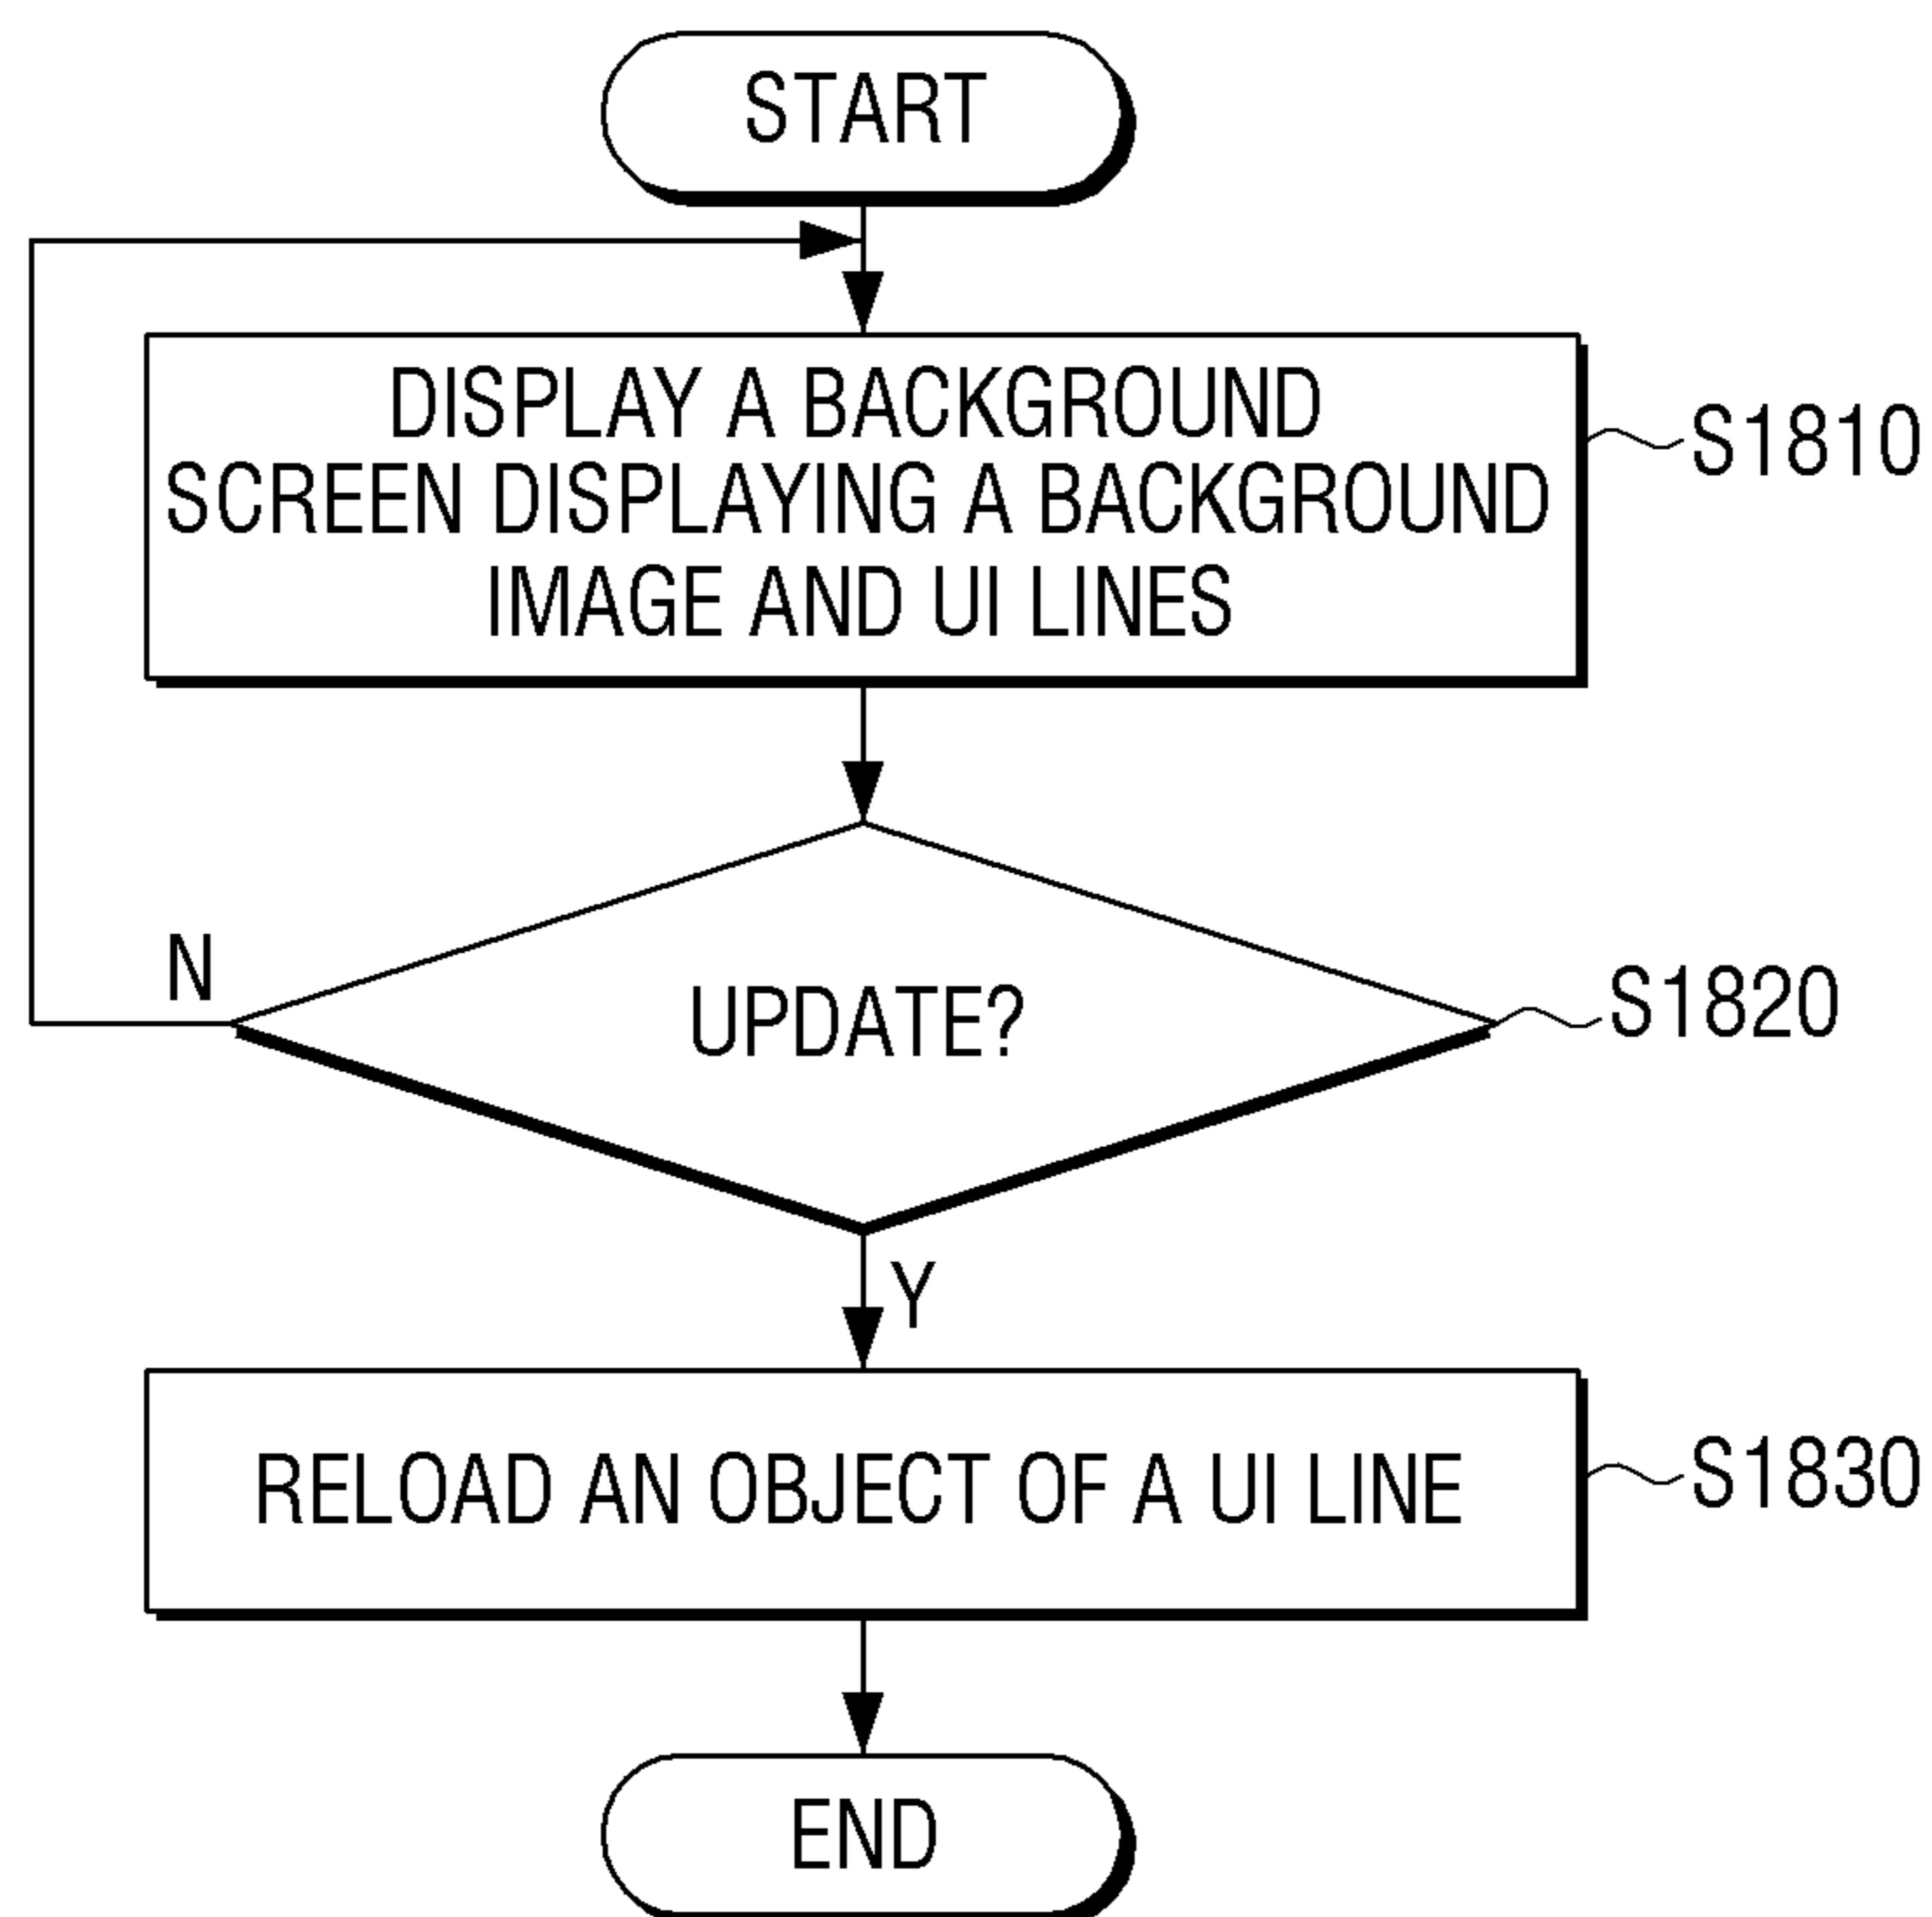 START
DISPLAY A BACKGROUND
SCREEN DISPLAYING A BACKGROUND
IMAGE AND UI LINES
S1810
N
UPDATE?
S1820
Y
RELOAD AN OBJECT OF A UI LINE
S1830
END